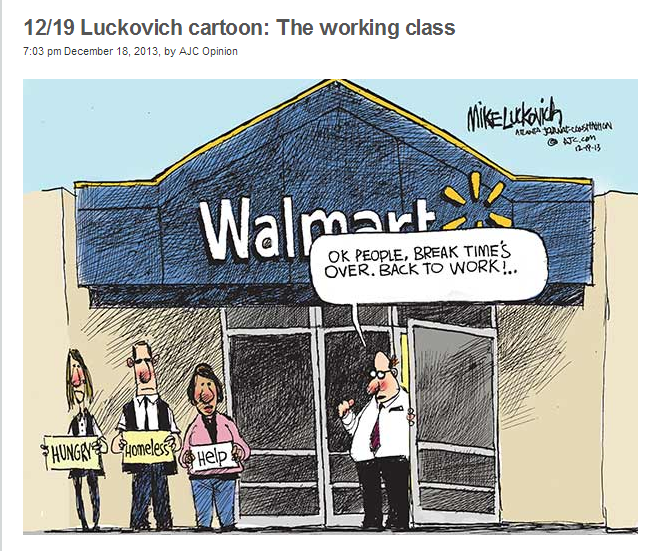 12/19 Luckovich cartoon: The working class
7:03 pm December 18, 2013, by AJC Opinion
MIKE LUCKOVICH
ATLANTA JOURNAL-CONSTITUTION
© AJC.COM
12-19-13
Walmart
OK PEOPLE, BREAK TIME'S
OVER. BACK TO WORK!..
HUNGRY
Homeless
Help